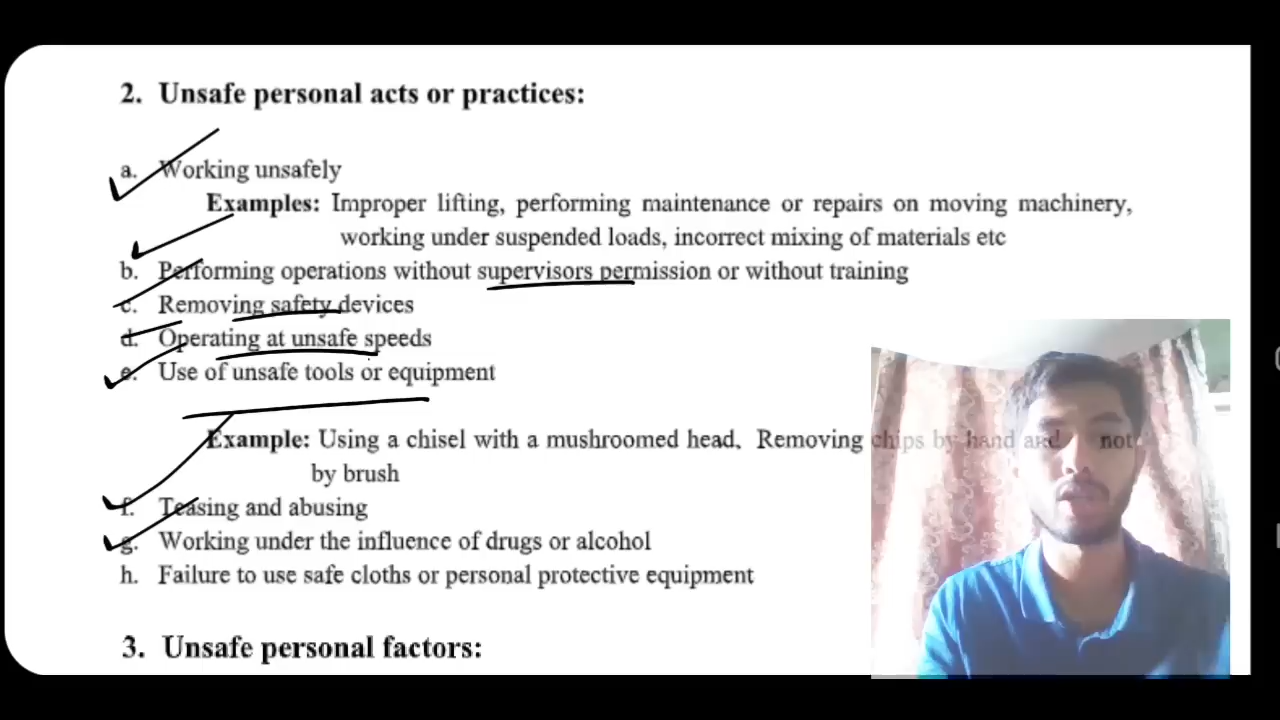 2. Unsafe personal acts or practices:
a. Working unsafely
Examples: Improper lifting, performing maintenance or repairs on moving machinery,
working under suspended loads, incorrect mixing of materials etc
b. Performing operations without supervisors permission or without training
c. Removing safety devices
d. Operating at unsafe speeds
e. Use of unsafe tools or equipment
Example: Using a chisel with a mushroomed head, Removing chips by hand and not
by brush
f. Teasing and abusing
g. Working under the influence of drugs or alcohol
h. Failure to use safe cloths or personal protective equipment
3. Unsafe personal factors: